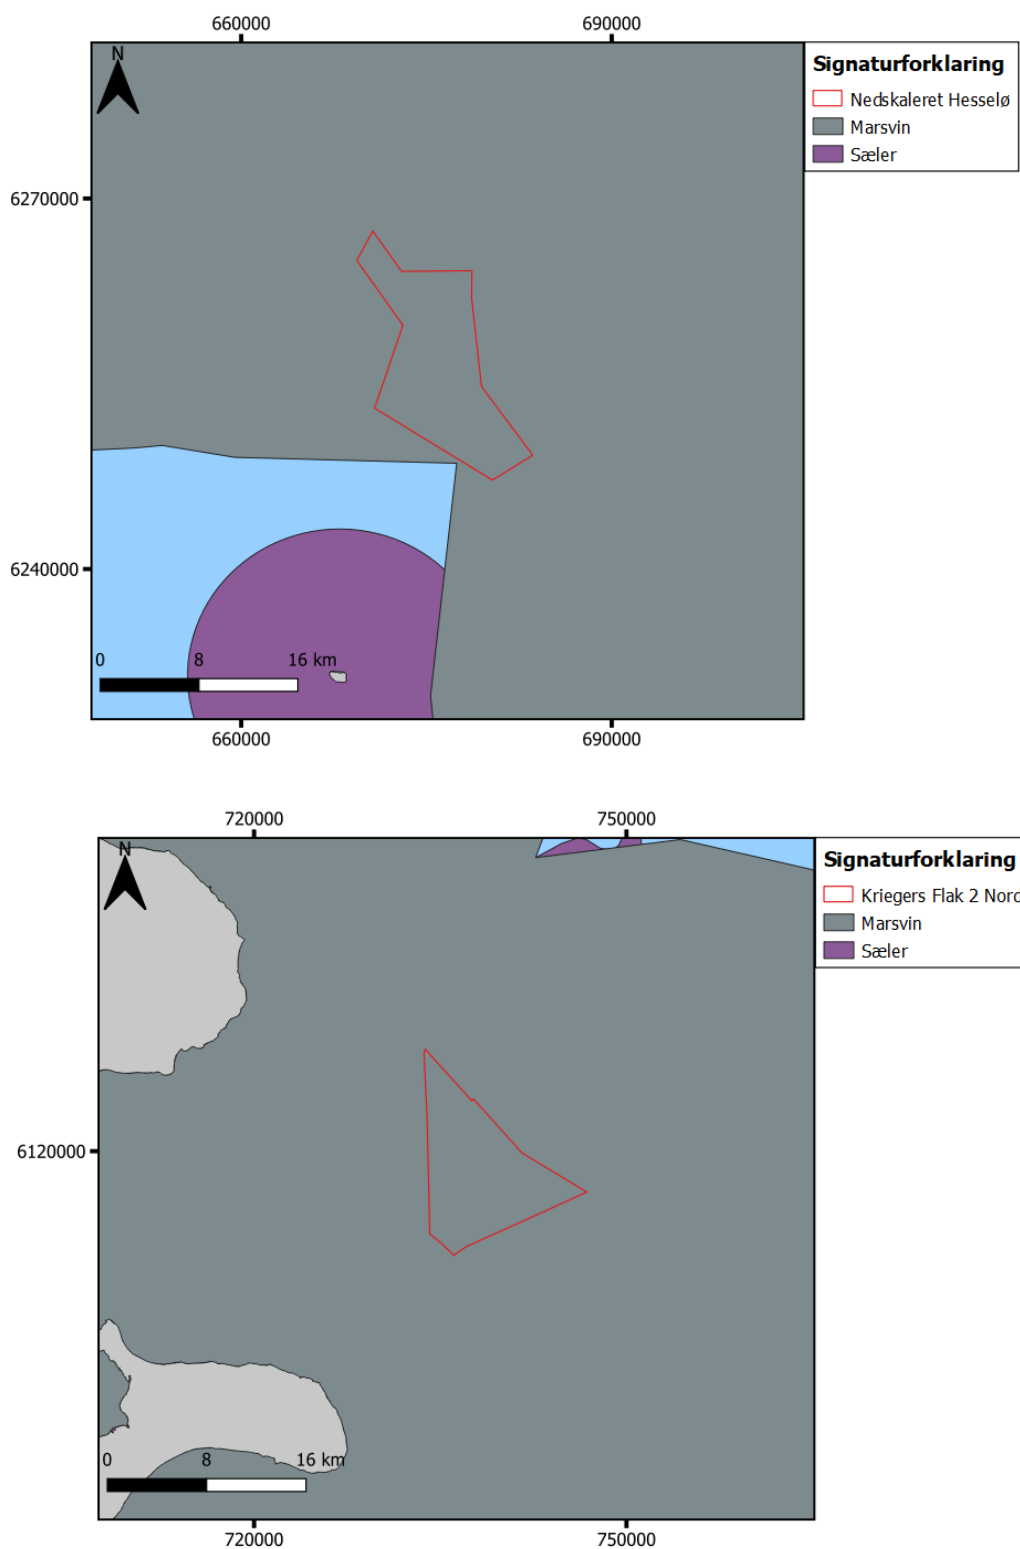 660000 690000
N
Signaturforklaring
Nedskaleret Hesselø
Marsvin
Sæler
6270000
6240000
0 8 16 km
660000 690000
720000 750000
N
Signaturforklaring
Kriegers Flak 2 Nord
Marsvin
Sæler
6120000
0 8 16 km
720000 750000